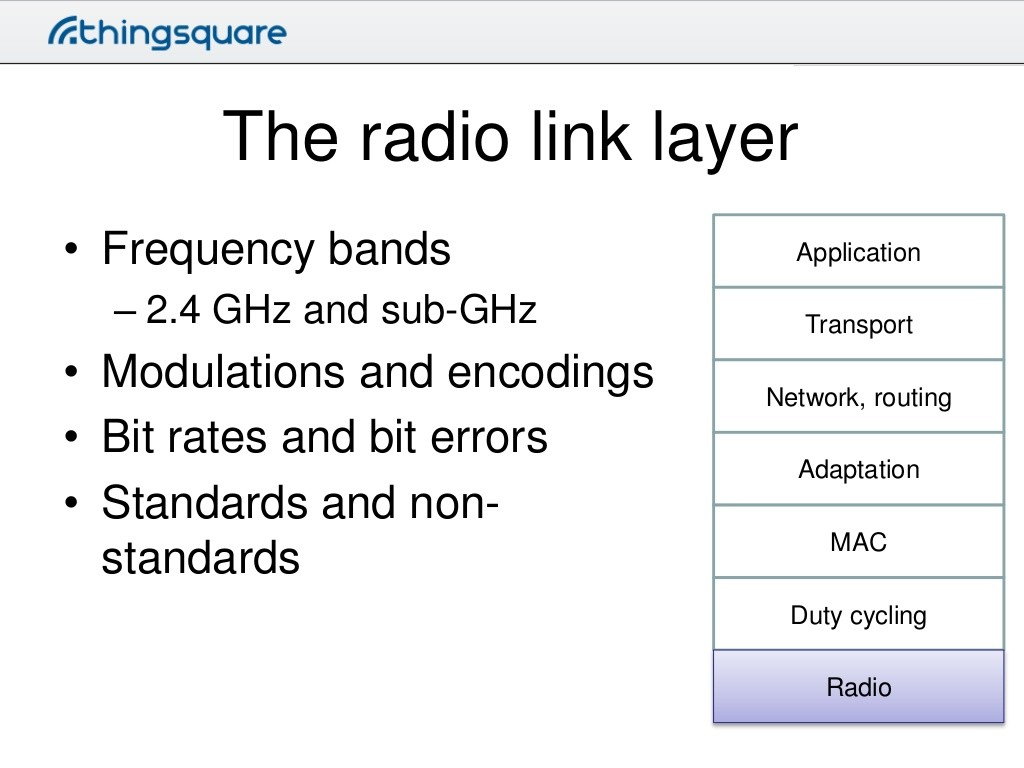 thingsquare
The radio link layer
• Frequency bands
– 2.4 GHz and sub-GHz
• Modulations and encodings
• Bit rates and bit errors
• Standards and non-
standards
Application
Transport
Network, routing
Adaptation
MAC
Duty cycling
Radio